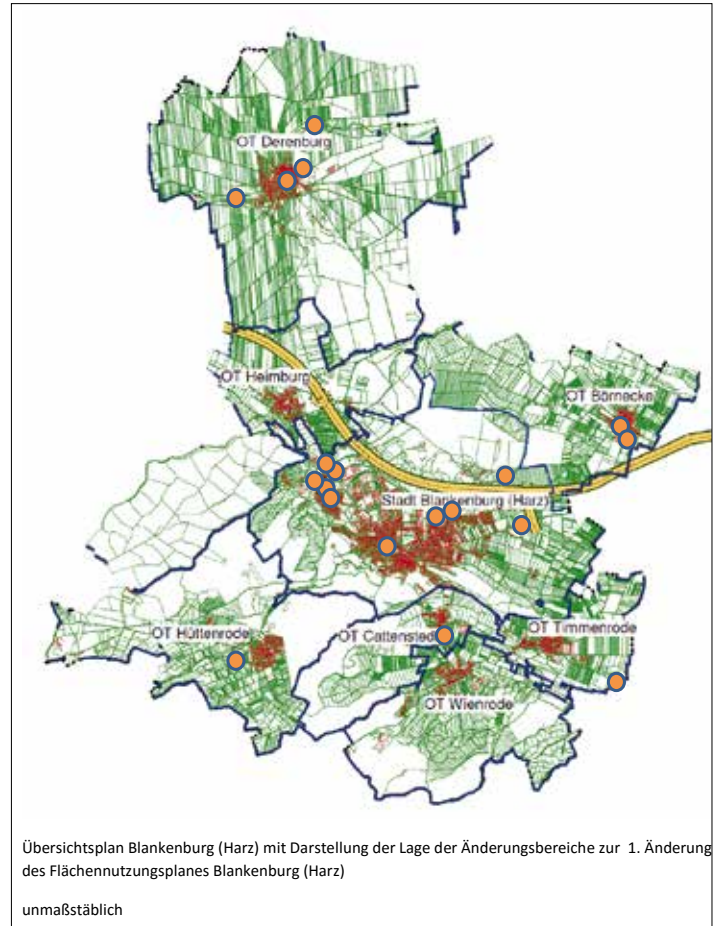 OT Derenburg
OT Heimburg
OT Börnecke
Stadt Blankenburg (Harz)
OT Hüttenrode
OT Cattensted
OT Timmenrode
OT Wienrode
Übersichtsplan Blankenburg (Harz) mit Darstellung der Lage der Änderungsbereiche zur 1. Änderung
des Flächennutzungsplanes Blankenburg (Harz)
unmaßstäblich